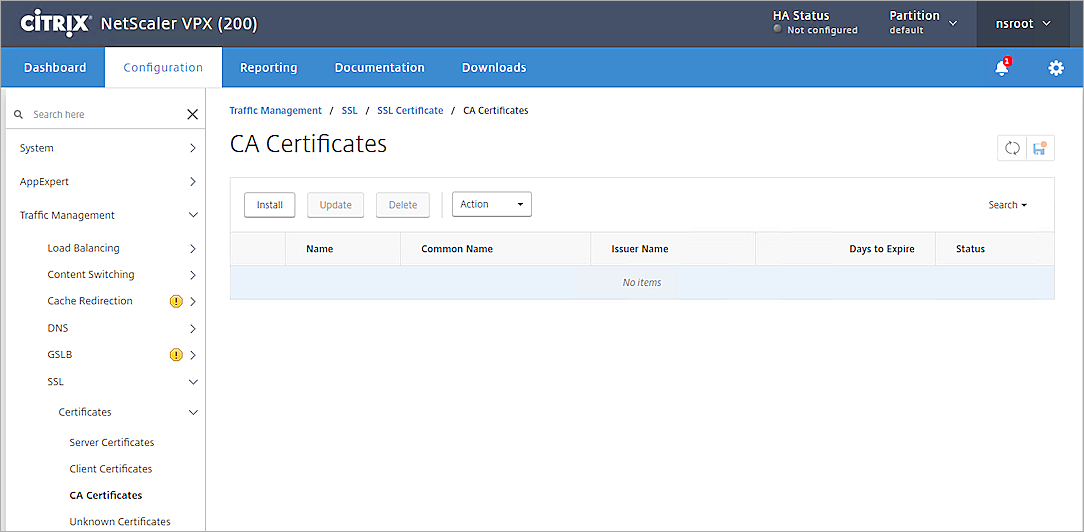 CITRIX NetScaler VPX (200)
HA Status
Not configured
Partition
default
nsroot
Dashboard Configuration Reporting Documentation Downloads
1
Search here
System
AppExpert
Traffic Management
Load Balancing
Content Switching
Cache Redirection
DNS
GSLB
SSL
Certificates
Server Certificates
Client Certificates
CA Certificates
Unknown Certificates
Traffic Management / SSL / SSL Certificate / CA Certificates
CA Certificates
Install Update Delete Action Search
Name Common Name Issuer Name Days to Expire Status
No items